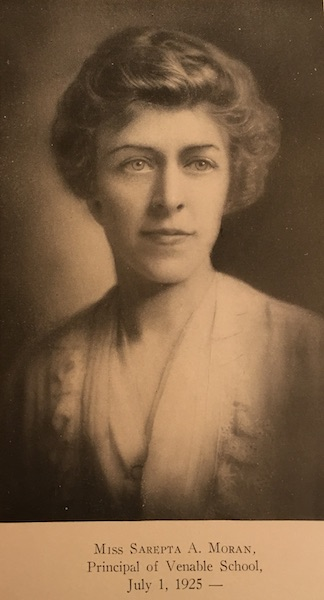 Miss Sarepta A. Moran,
Principal of Venable School,
July 1, 1925 —